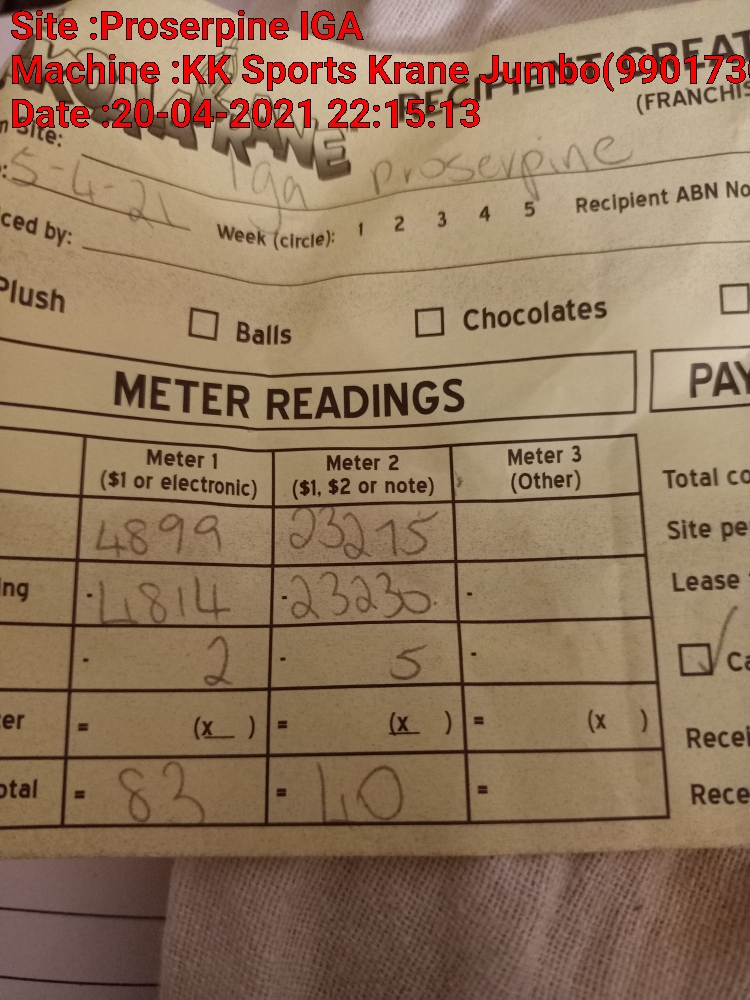 Site :Proserpine IGA
Machine :KK Sports Krane Jumbo(990173
Date :20-04-2021 22:15:13
KRANE
RECIPIENT CREAT
(FRANCHIS
n Site: Iga proserpine
5-4-21
Week (circle): 1 2 3 4 5 Recipient ABN No
ced by:
Plush Balls Chocolates
METER READINGS PAY
Meter 1 Meter 2 Meter 3
($1 or electronic) ($1, $2 or note) (Other)
Total co
4899 23275
Site pe
ing -4814 -23230 -
Lease
- 2 - 5 -
Ca
er = (x ) = (x ) = (x )
Recei
otal = 83 = 40 =
Rece